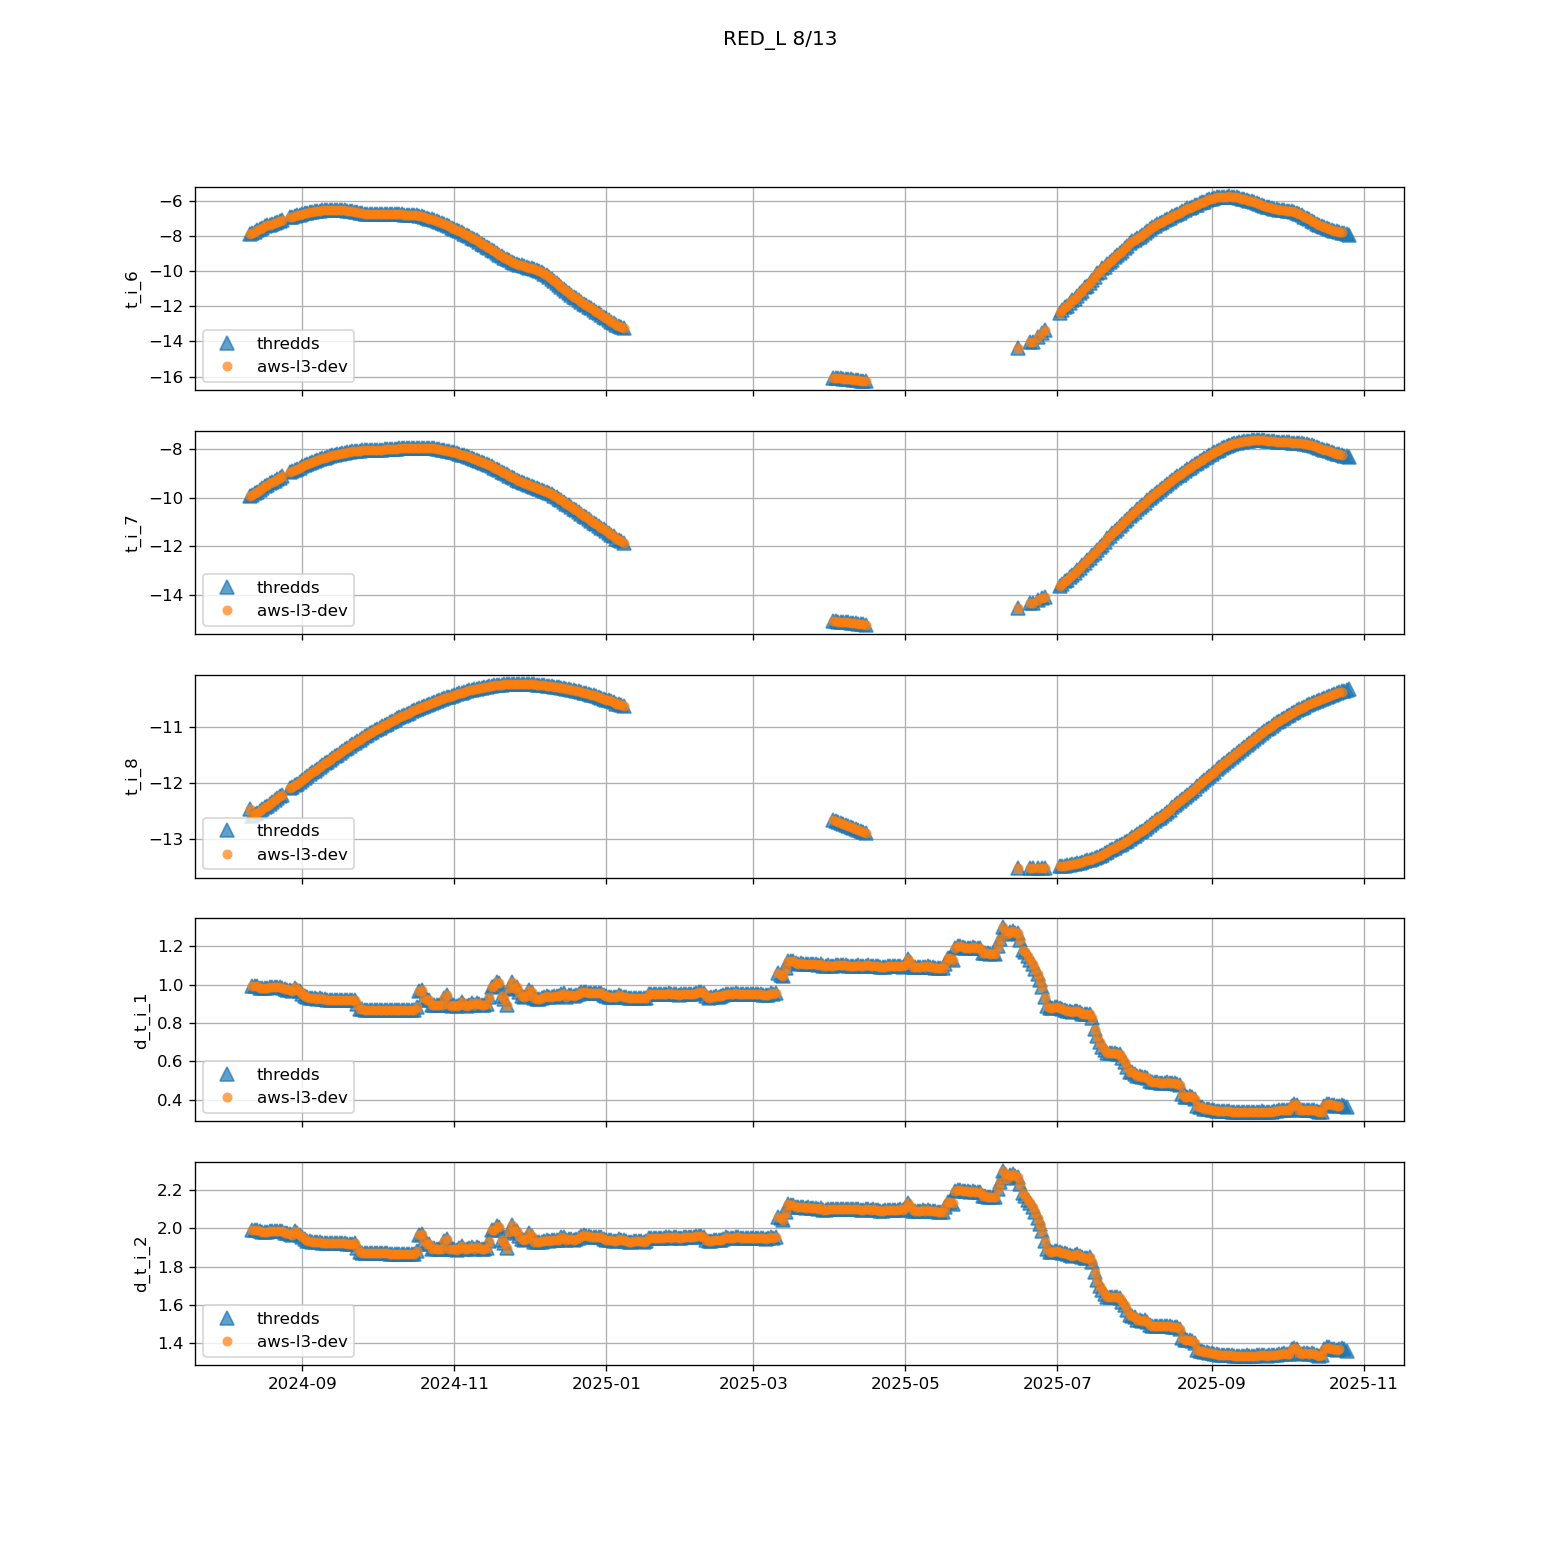 RED_L 8/13
−6
−8
−10
−12
−14
−16
t_i_6
thredds
aws-l3-dev
−8
−10
−12
−14
t_i_7
thredds
aws-l3-dev
−11
−12
−13
t_i_8
thredds
aws-l3-dev
1.2
1.0
0.8
0.6
0.4
d_t_i_1
thredds
aws-l3-dev
2.2
2.0
1.8
1.6
1.4
d_t_i_2
thredds
aws-l3-dev
2024-09 2024-11 2025-01 2025-03 2025-05 2025-07 2025-09 2025-11